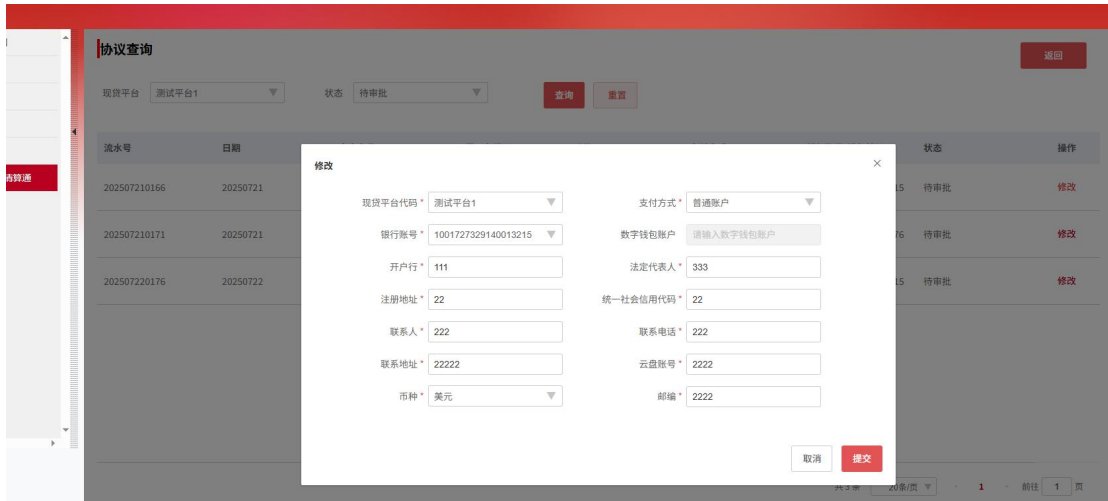 协议查询
返回
现货平台 测试平台1 状态 待审批 查询 重置
流水号 日期 状态 操作
清算通
202507210166 20250721 15 待审批 修改
202507210171 20250721 76 待审批 修改
202507220176 20250722 15 待审批 修改
修改 ×
现货平台代码 * 测试平台1 支付方式 * 普通账户
银行账号 * 1001727329140013215 数字钱包账户 请输入数字钱包账户
开户行 * 111 法定代表人 * 333
注册地址 * 22 统一社会信用代码 * 22
联系人 * 222 联系电话 * 222
联系地址 * 22222 云盘账号 * 2222
币种 * 美元 邮编 * 2222
取消 提交
共 3 条 20条/页 1 前往 1 页